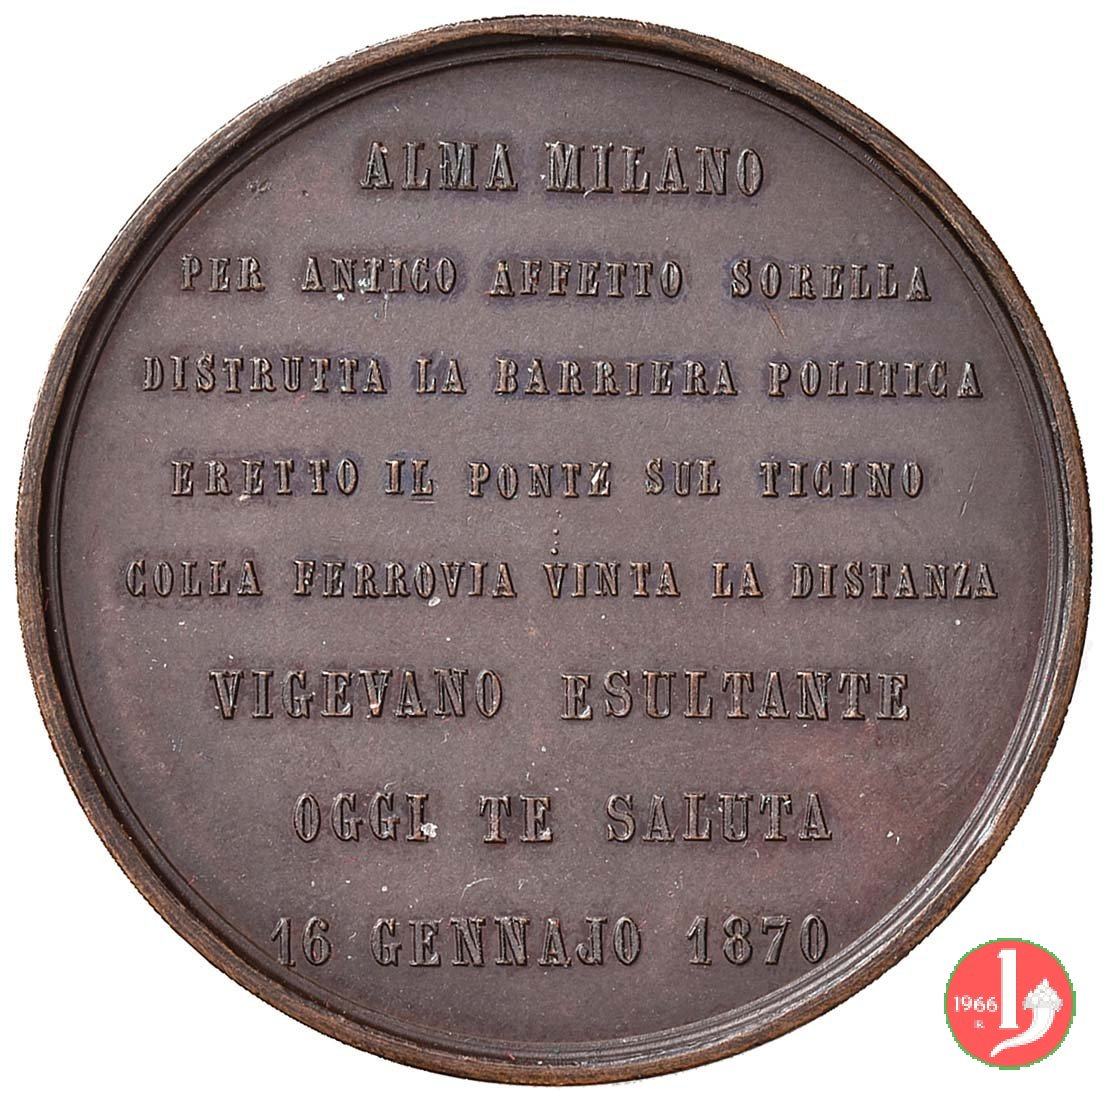 ALMA MILANO
PER ANTICO AFFETTO SORELLA
DISTRUTTA LA BARRIERA POLITICA
ERETTO IL PONTZ SUL TICINO
COLLA FERROVIA VINTA LA DISTANZA
VIGEVANO ESULTANTE
OGGI TE SALUTA
16 GENNAJO 1870
1966
R